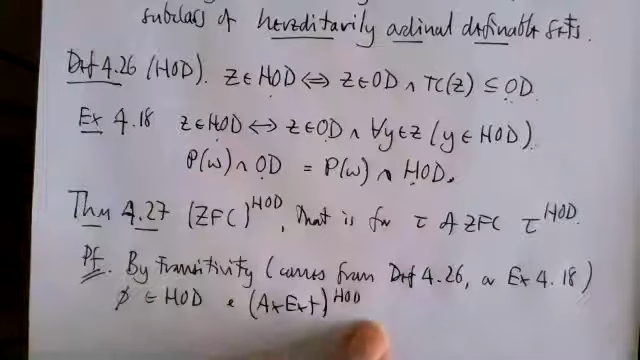 subclass of hereditarily ordinal definable sets.
Def 4.26 (HOD). z ∈ HOD ⟺ z ∈ OD ∧ TC(z) ⊆ OD.
Ex 4.18 z ∈ HOD ↔ z ∈ OD ∧ ∀y ∈ z (y ∈ HOD).
P(ω) ∩ OD = P(ω) ∩ HOD.
Thm 4.27 (ZFC)^HOD, that is for τ A ZFC τ^HOD.
Pf. By transitivity (comes from Def 4.26, or Ex 4.18)
∅ ∈ HOD • (AxExt)^HOD